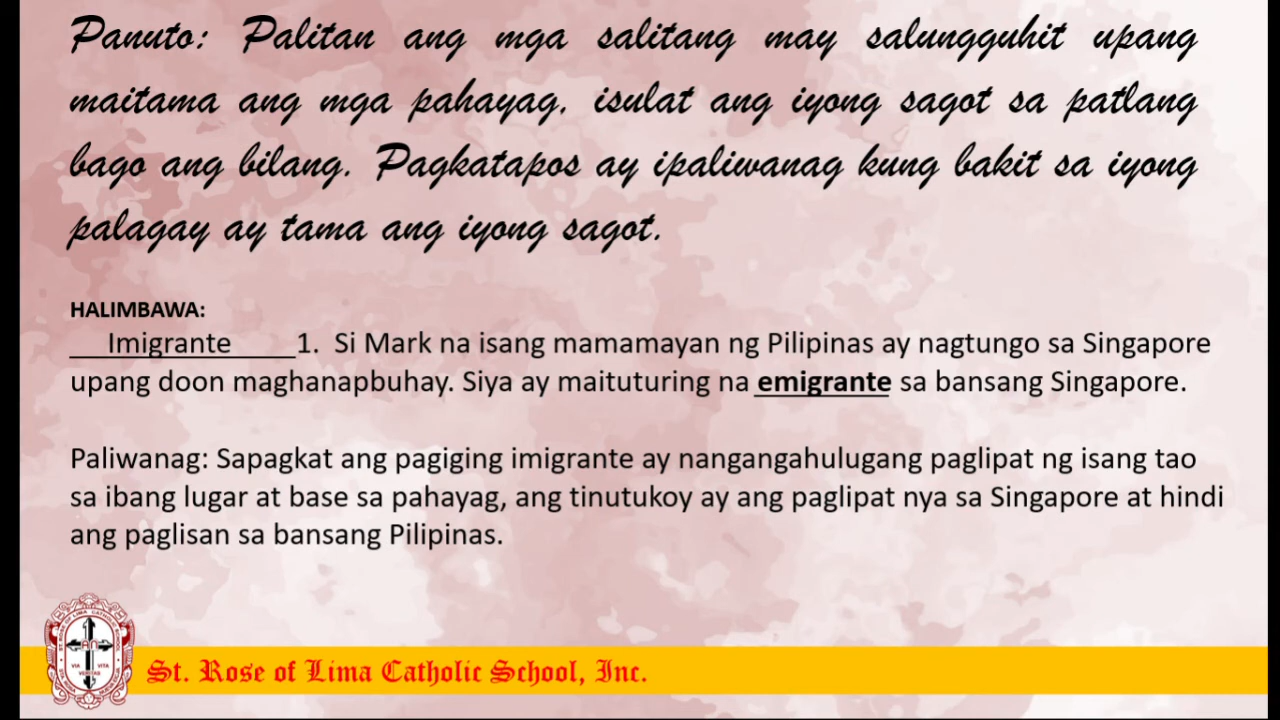 Panuto: Palitan ang mga salitang may salungguhit upang
maitama ang mga pahayag, isulat ang iyong sagot sa patlang
bago ang bilang. Pagkatapos ay ipaliwanag kung bakit sa iyong
palagay ay tama ang iyong sagot.
HALIMBAWA:
Imigrante 1. Si Mark na isang mamamayan ng Pilipinas ay nagtungo sa Singapore
upang doon maghanapbuhay. Siya ay maituturing na emigrante sa bansang Singapore.
Paliwanag: Sapagkat ang pagiging imigrante ay nangangahulugang paglipat ng isang tao
sa ibang lugar at base sa pahayag, ang tinutukoy ay ang paglipat nya sa Singapore at hindi
ang paglisan sa bansang Pilipinas.
VIA VITA
VERITAS
St. Rose of Lima Catholic School, Inc.